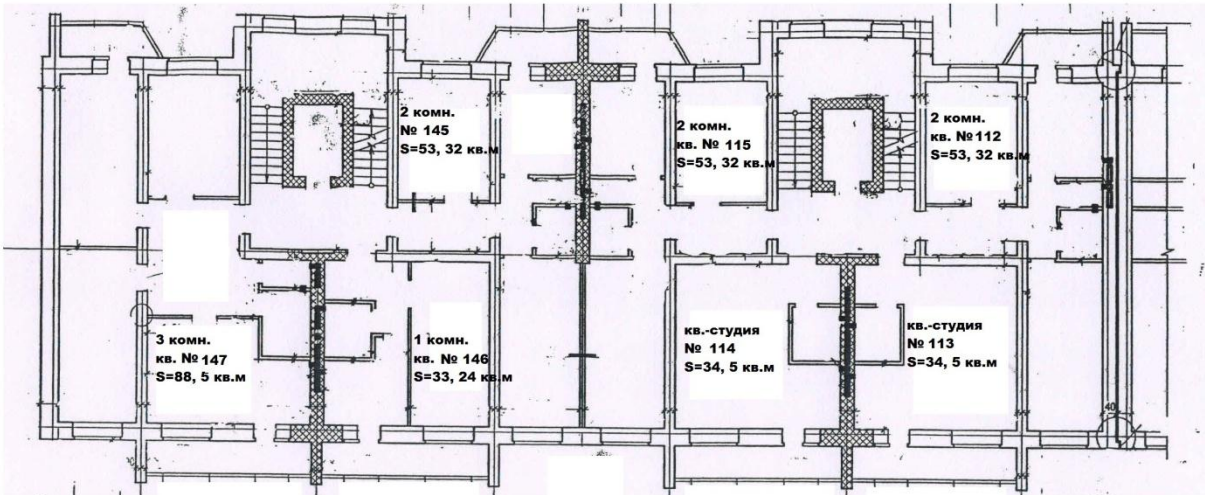 2 комн.
№ 145
S=53, 32 кв.м
2 комн.
кв. № 115
S=53, 32 кв.м
2 комн.
кв. №112
S=53, 32 кв.м
3 комн.
кв. № 147
S=88, 5 кв.м
1 комн.
кв. № 146
S=33, 24 кв.м
кв.-студия
№ 114
S=34, 5 кв.м
кв.-студия
№ 113
S=34, 5 кв.м
40